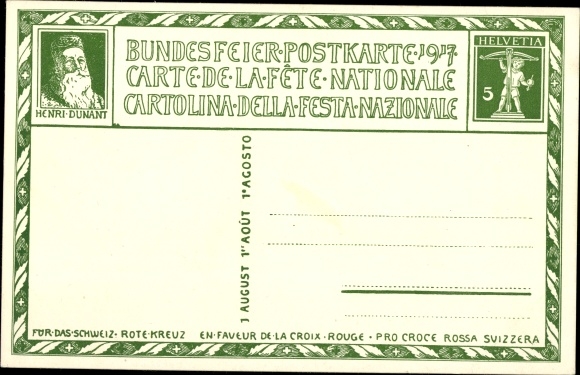 BUNDESFEIER·POSTKARTE·1917
CARTE·DE·LA·FÊTE·NATIONALE
CARTOLINA·DELLA·FESTA·NAZIONALE
HENRI·DUNANT
HELVETIA
5
1 AUGUST 1ER AOÛT 1º AGOSTO
FÜR·DAS·SCHWEIZ·ROTE·KREUZ EN·FAVEUR·DE·LA·CROIX·ROUGE·PRO CROCE ROSSA SVIZZERA